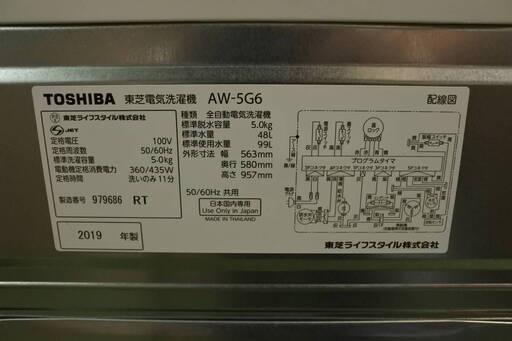 TOSHIBA 東芝電気洗濯機 AW-5G6
東芝ライフスタイル株式会社
JET
定格電圧 100V
定格周波数 50/60Hz
標準洗濯容量 5.0kg
電動機定格消費電力 360/435W
定格時間 洗いのみ11分
製造番号 979686 RT
2019 年製
種類 全自動電気洗濯機
標準脱水容量 5.0kg
標準水量 48L
標準使用水量 99L
外形寸法 幅 563mm
奥行 580mm
高さ 957mm
50/60Hz 共用
日本国内専用
Use Only in Japan
MADE IN THAILAND
配線図
蓋ロック
プログラムタイマ
東芝ライフスタイル株式会社